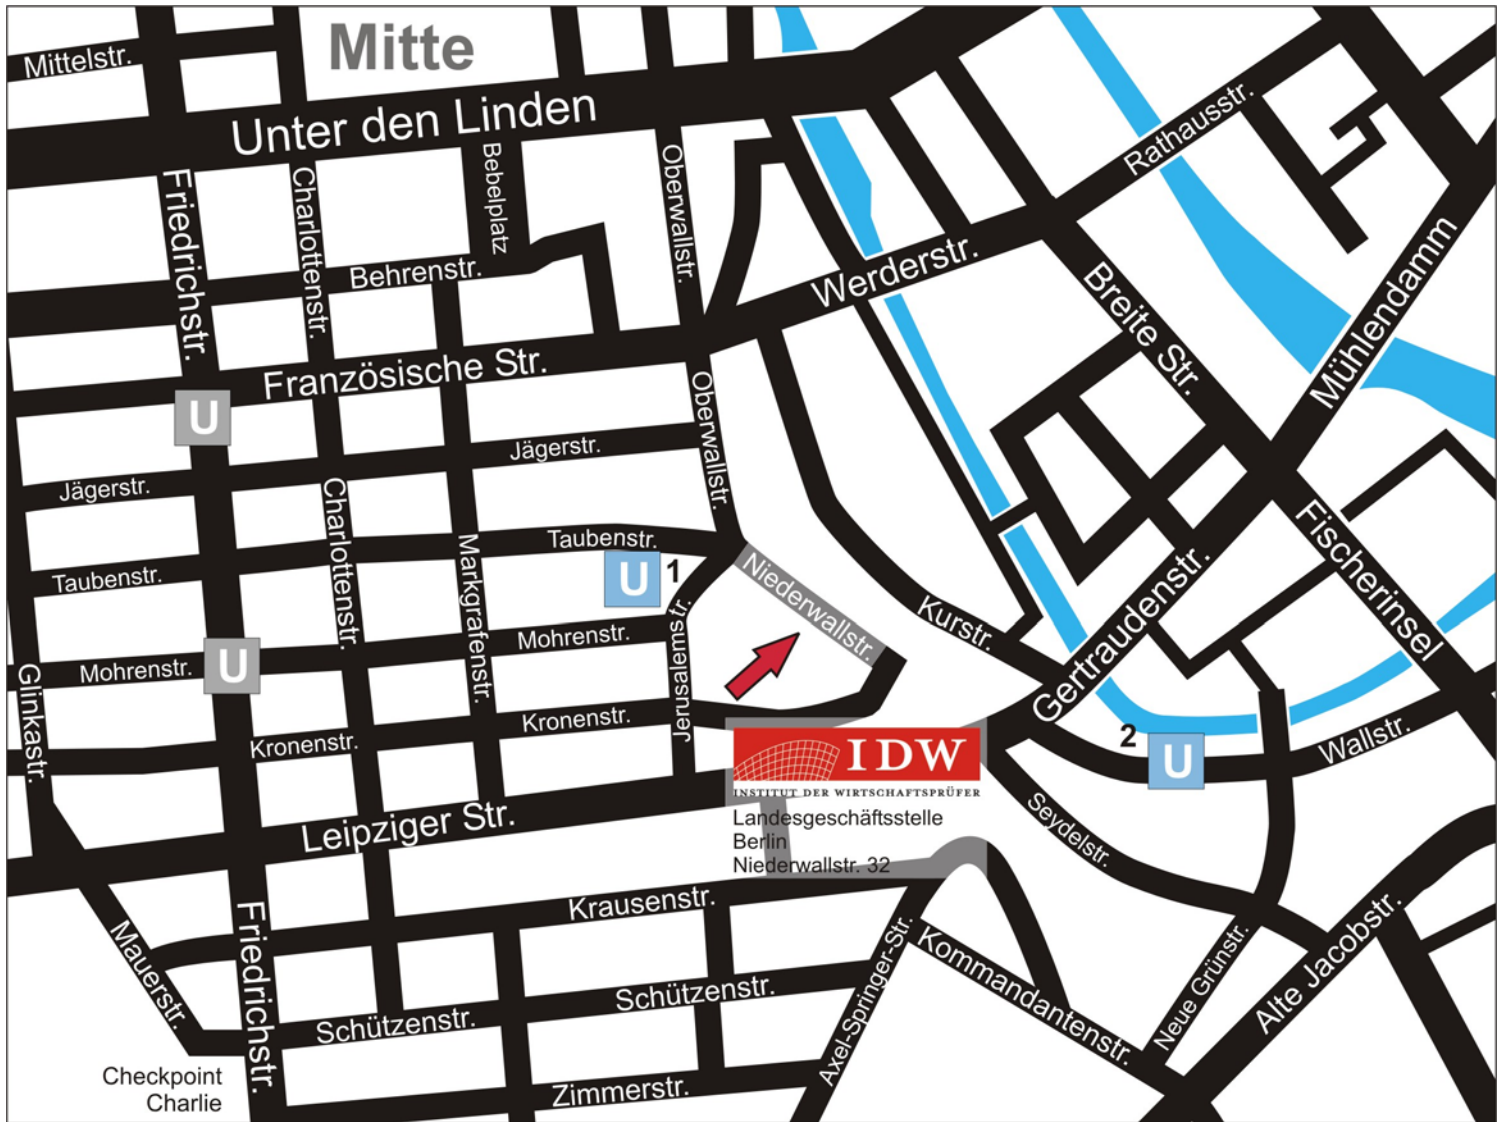 Mitte
Mittelstr.
Unter den Linden
Friedrichstr.
Charlottenstr.
Bebelplatz
Oberwallstr.
Rathausstr.
Behrenstr.
Werderstr.
Breite Str.
Mühlendamm
Französische Str.
U
Oberwallstr.
Jägerstr.
Jägerstr.
Charlottenstr.
Markgrafenstr.
Taubenstr.
Taubenstr.
U 1
Niederwallstr.
Kurstr.
Gertraudenstr.
Fischerinsel
Mohrenstr.
Mohrenstr.
U
Glinkastr.
Jerusalemstr.
Kronenstr.
Kronenstr.
2
U
Wallstr.
IDW
INSTITUT DER WIRTSCHAFTSPRÜFER
Landesgeschäftsstelle
Berlin
Niederwallstr. 32
Leipziger Str.
Seydelstr.
Krausenstr.
Mauerstr.
Friedrichstr.
Schützenstr.
Schützenstr.
Axel-Springer-Str.
Kommandantenstr.
Neue Grünstr.
Alte Jacobstr.
Zimmerstr.
Checkpoint
Charlie